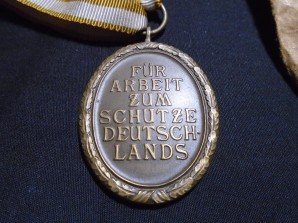 FÜR
ARBEIT
ZUM
SCHUTZE
DEUTSCH-
LANDS